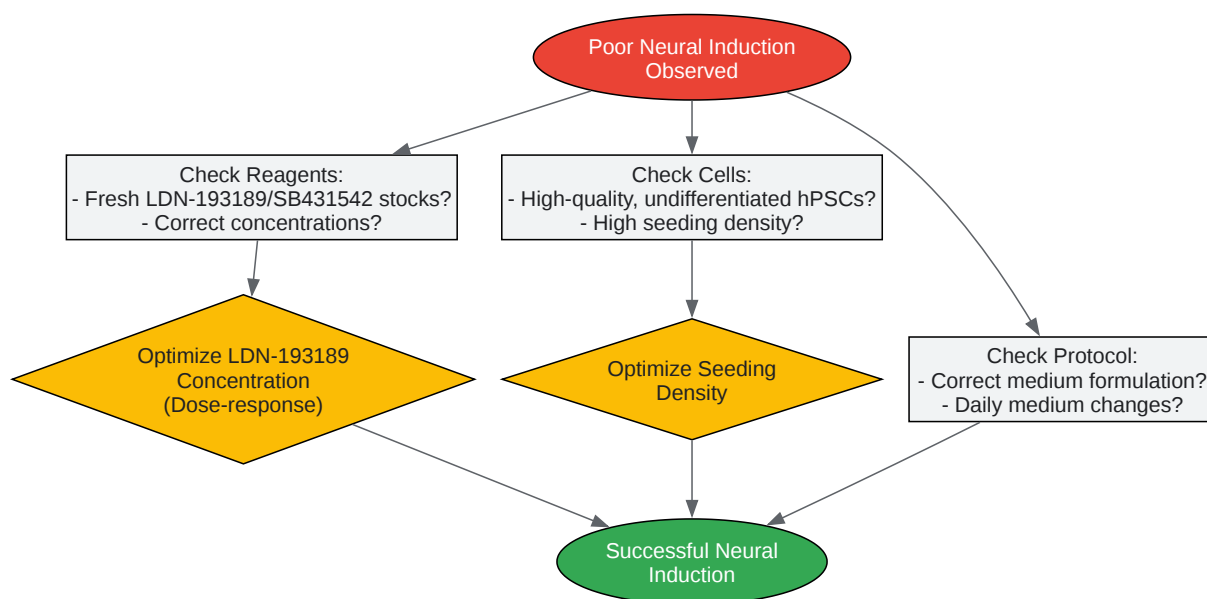 Poor Neural Induction
Observed
Check Reagents:
- Fresh LDN-193189/SB431542 stocks?
- Correct concentrations?
Check Cells:
- High-quality, undifferentiated hPSCs?
- High seeding density?
Optimize LDN-193189
Concentration
(Dose-response)
Optimize Seeding
Density
Check Protocol:
- Correct medium formulation?
- Daily medium changes?
Successful Neural
Induction